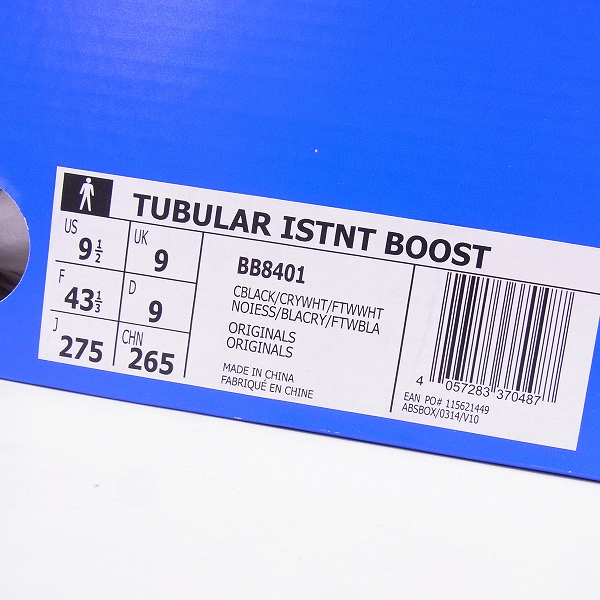 TUBULAR ISTNT BOOST
US 9 1/2
UK 9
F 43 1/3
D 9
J 275
CHN 265
BB8401
CBLACK/CRYWHT/FTWWHT
NOIESS/BLACRY/FTWBLA
ORIGINALS
ORIGINALS
MADE IN CHINA
FABRIQUÉ EN CHINE
4 057283 370487
EAN PO# 115621449
ABSBOX/0314/V10